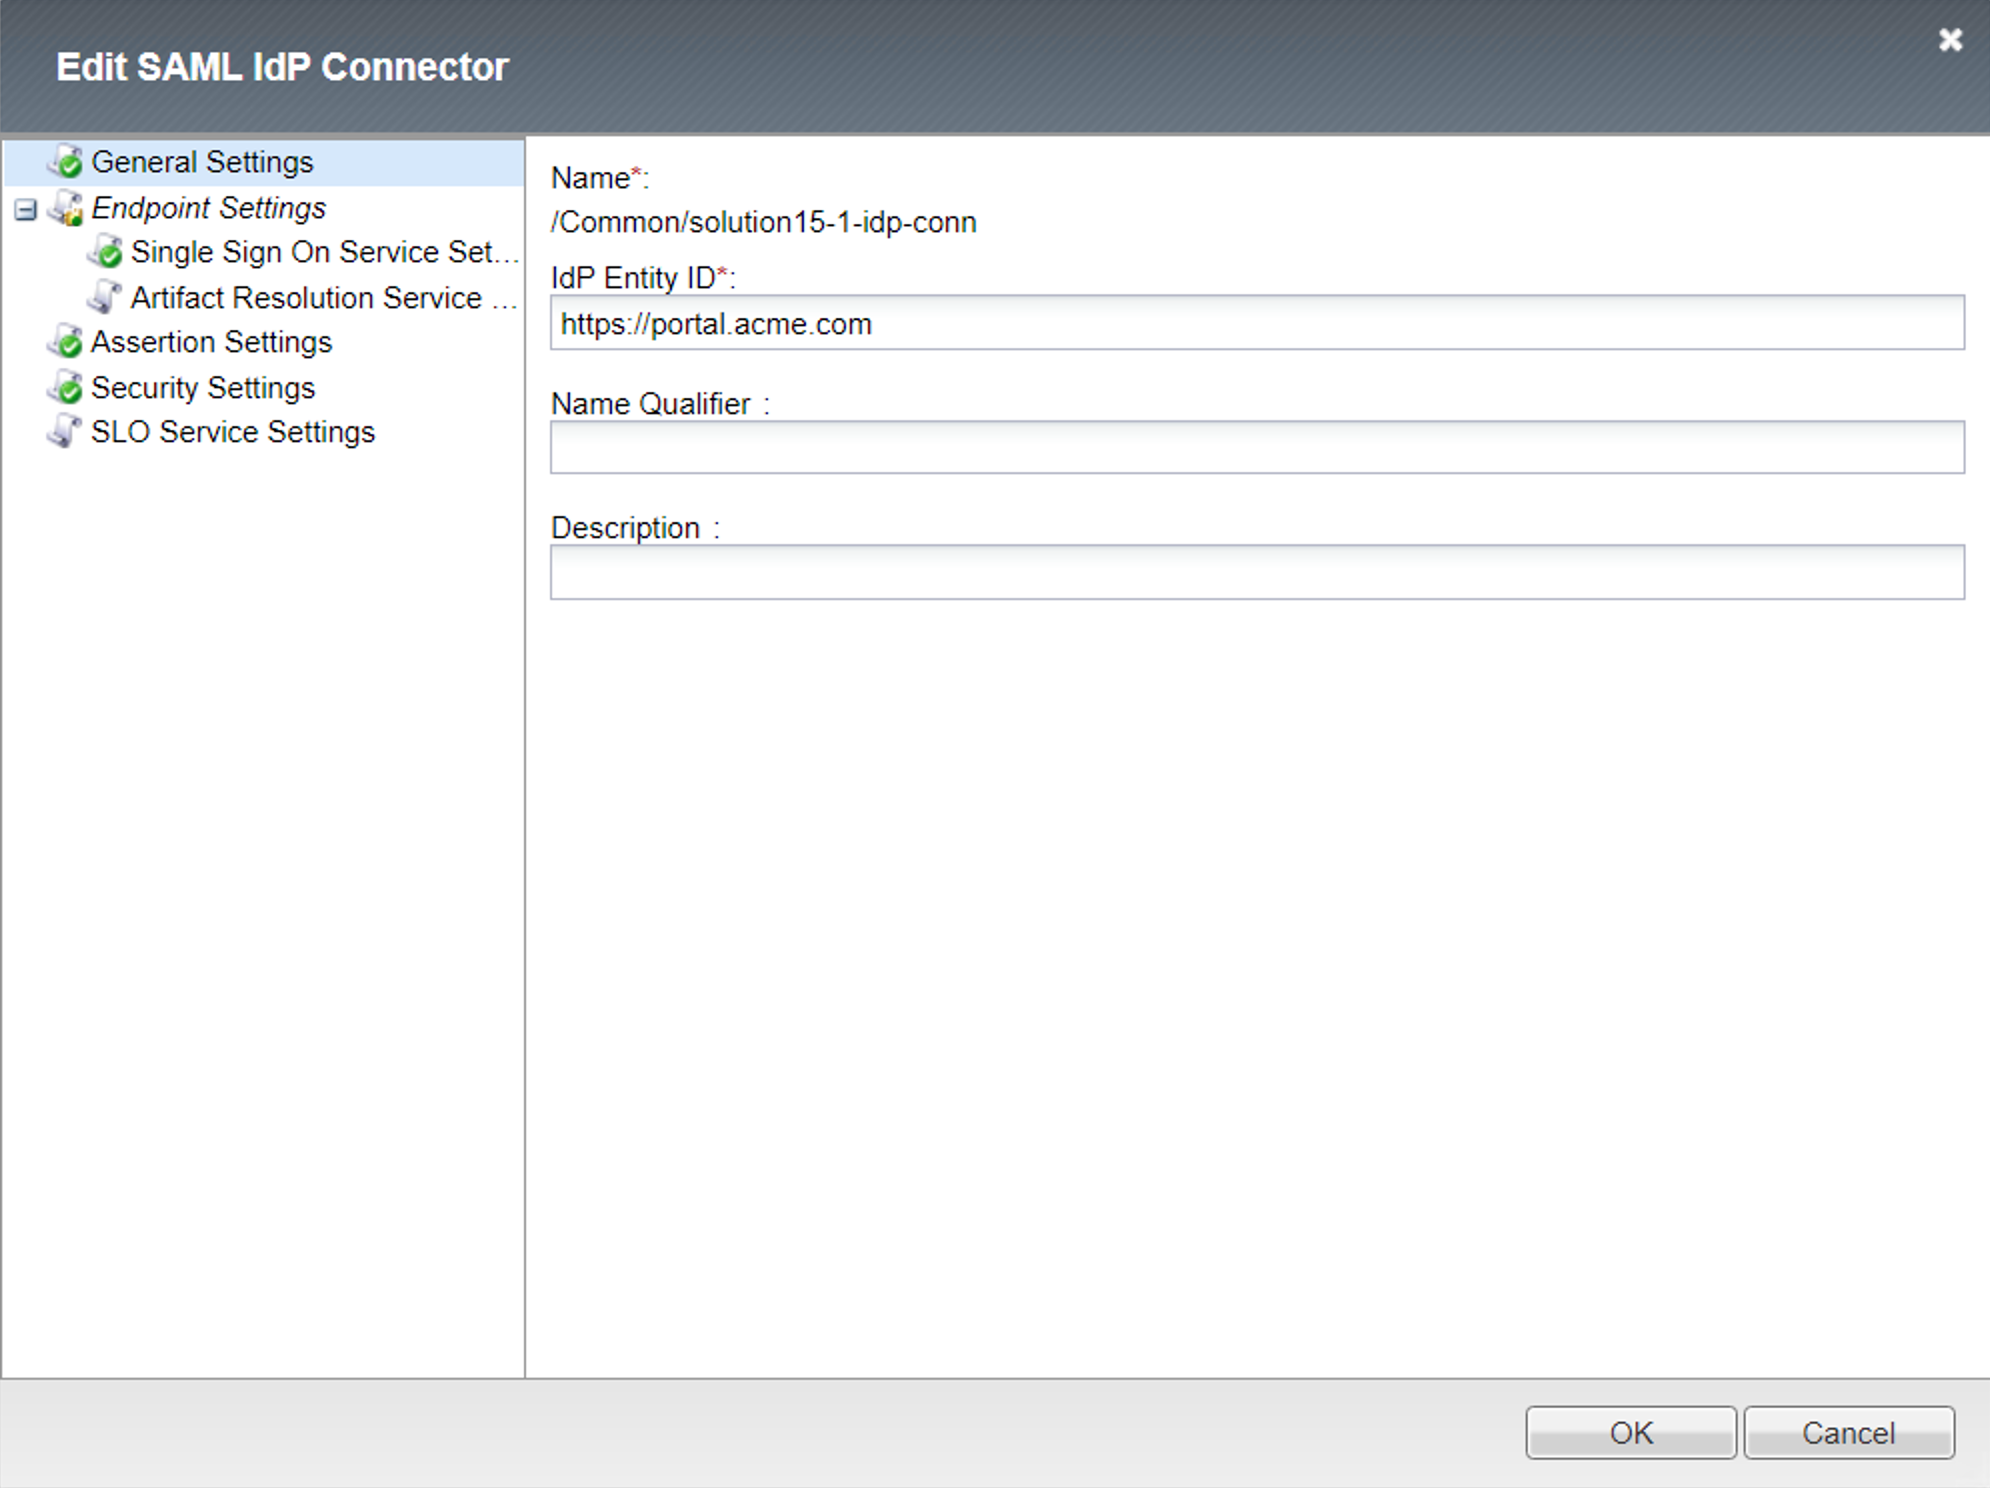 Edit SAML IdP Connector
General Settings
Endpoint Settings
Single Sign On Service Set...
Artifact Resolution Service ...
Assertion Settings
Security Settings
SLO Service Settings
Name*:
/Common/solution15-1-idp-conn
IdP Entity ID*:
https://portal.acme.com
Name Qualifier :
Description :
OK
Cancel